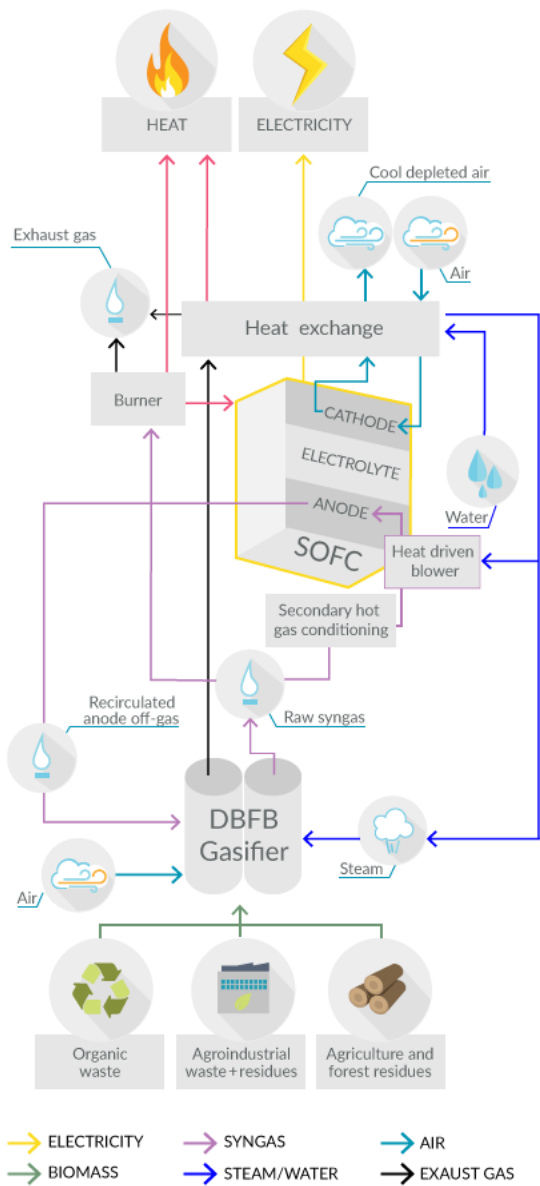 HEAT
ELECTRICITY
Cool depleted air
Exhaust gas
Air
Heat exchange
Burner
CATHODE
ELECTROLYTE
ANODE
SOFC
Water
Heat driven
blower
Secondary hot
gas conditioning
Recirculated
anode off-gas
Raw syngas
DBFB
Gasifier
Steam
Air
Organic
waste
Agroindustrial
waste+residues
Agriculture and
forest residues
ELECTRICITY
SYNGAS
AIR
BIOMASS
STEAM/WATER
EXAUST GAS